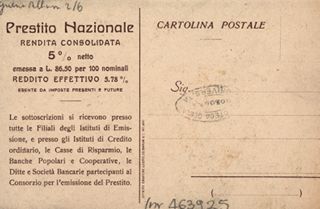 2/6
Prestito Nazionale
RENDITA CONSOLIDATA
5 % netto
emessa a L. 86,50 per 100 nominali
REDDITO EFFETTIVO 5.78 %
ESENTE DA IMPOSTE PRESENTI E FUTURE
Le sottoscrizioni si ricevono presso
tutte le Filiali degli Istituti di Emis-
sione, e presso gli Istituti di Credito
ordinario, le Casse di Risparmio, le
Banche Popolari e Cooperative, le
Ditte e Società Bancarie partecipanti al
Consorzio per l'emissione del Prestito.
CARTOLINA POSTALE
Sig.
Inv 463925